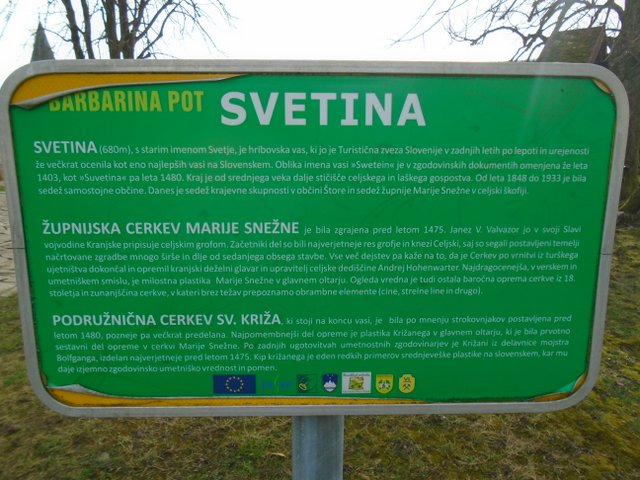 BARBARINA POT
SVETINA
SVETINA (680m), s starim imenom Svetje, je hribovska vas, ki jo je Turistična zveza Slovenije v zadnjih letih po lepoti in urejenosti
že večkrat ocenila kot eno najlepših vasi na Slovenskem. Oblika imena vasi »Swetein« je v zgodovinskih dokumentih omenjena že leta
1403, kot »Suvetina« pa leta 1480. Kraj je od srednjega veka dalje stičišče celjskega in laškega gospostva. Od leta 1848 do 1933 je bila
sedež samostojne občine. Danes je sedež krajevne skupnosti v občini Štore in sedež župnije Marije Snežne v celjski škofiji.
ŽUPNIJSKA CERKEV MARIJE SNEŽNE je bila zgrajena pred letom 1475. Janez V. Valvazor jo v svoji Slavi
vojvodine Kranjske pripisuje celjskim grofom. Začetniki del so bili najverjetneje res grofje in knezi Celjski, saj so segali postavljeni temelji
načrtovane zgradbe mnogo širše in dlje od sedanjega obsega stavbe. Vse več dejstev pa kaže na to, da je Cerkev po vrnitvi iz turškega
ujetništva dokončal in opremil kranjski deželni glavar in upravitelj celjske dediščine Andrej Hohenwarter. Najdragocenejša, v verskem in
umetniškem smislu, je milostna plastika Marije Snežne v glavnem oltarju. Ogleda vredna je tudi ostala baročna oprema cerkve iz 18.
stoletja in zunanjščina cerkve, v kateri brez težav prepoznamo obrambne elemente (cine, strelne line in drugo).
PODRUŽNIČNA CERKEV SV. KRIŽA, ki stoji na koncu vasi, je bila po mnenju strokovnjakov postavljena pred
letom 1480, pozneje pa večkrat predelana. Najpomembnejši del opreme je plastika Križanega v glavnem oltarju, ki je bila prvotno
sestavni del opreme v cerkvi Marije Snežne. Po zadnjih ugotovitvah umetnostnih zgodovinarjev je Križani iz delavnice mojstra
Bolfganga, izdelan najverjetneje pred letom 1475. Kip križanega je eden redkih primerov srednjeveške plastike na slovenskem, kar mu
daje izjemno zgodovinsko umetniško vrednost in pomen.